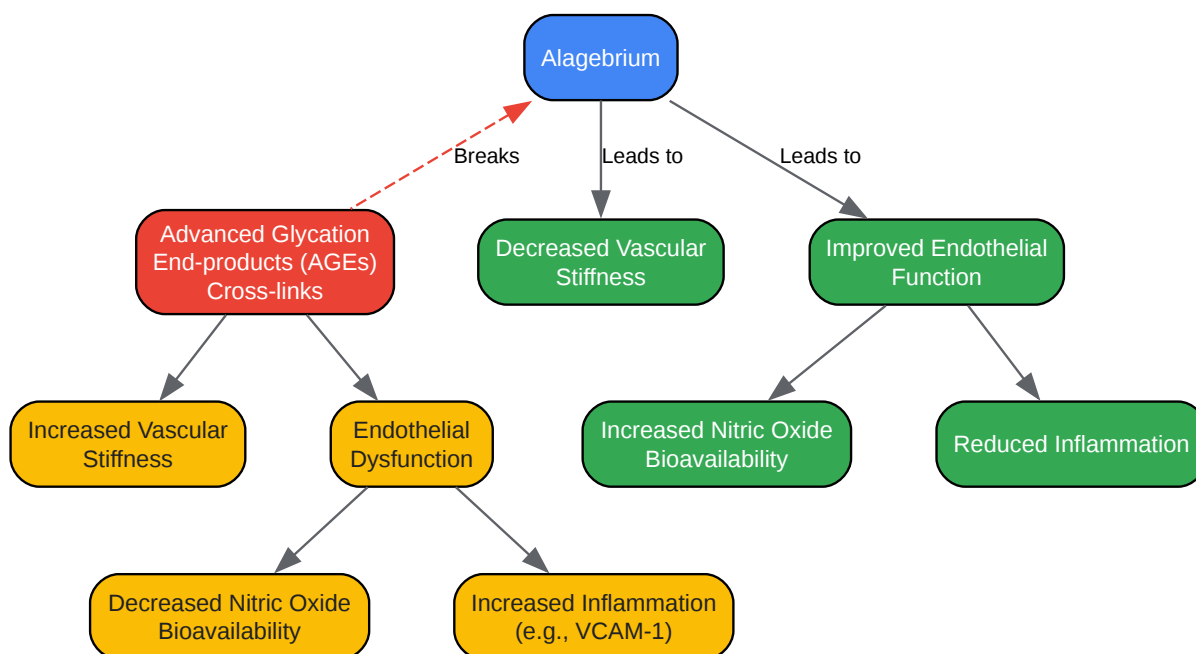 Alagebrium
Breaks
Leads to
Leads to
Advanced Glycation
End-products (AGEs)
Cross-links
Decreased Vascular
Stiffness
Improved Endothelial
Function
Increased Vascular
Stiffness
Endothelial
Dysfunction
Increased Nitric Oxide
Bioavailability
Reduced Inflammation
Decreased Nitric Oxide
Bioavailability
Increased Inflammation
(e.g., VCAM-1)